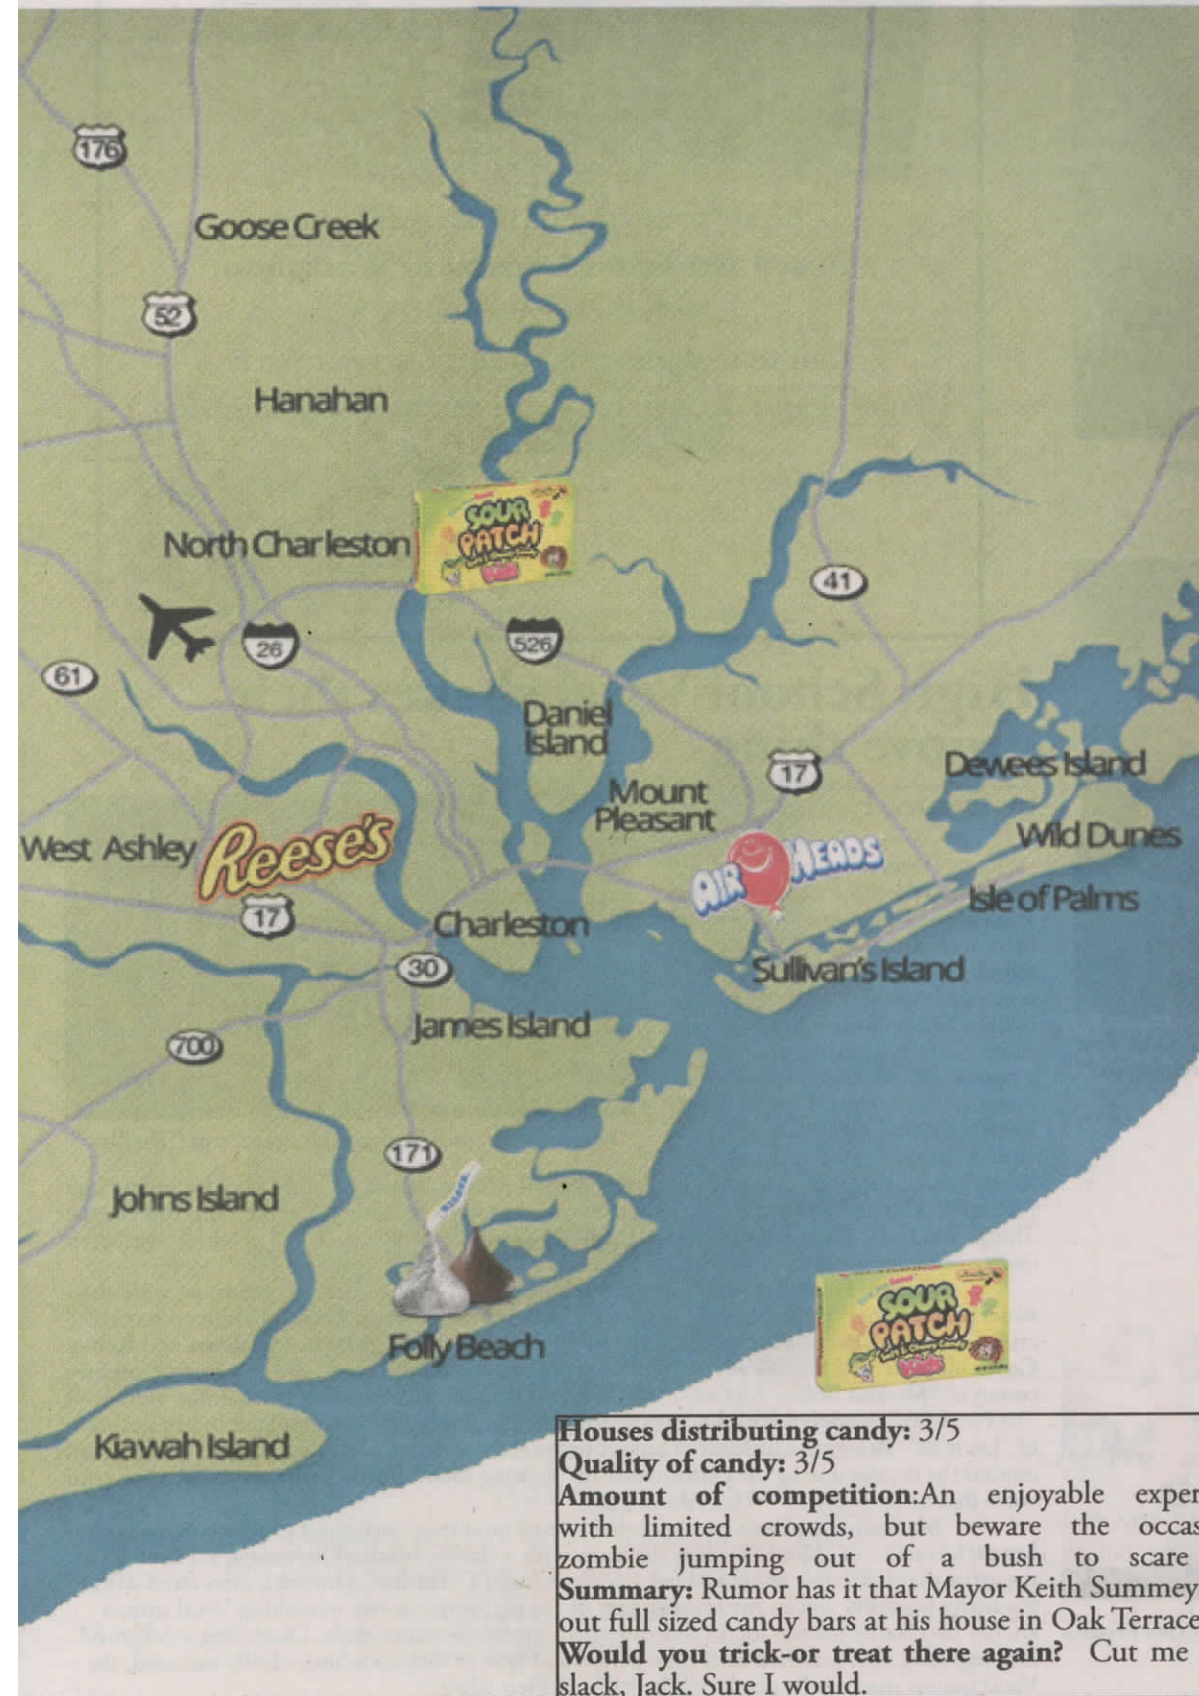 176
Goose Creek
52
Hanahan
SOUR
PATCH
Kids
North Charleston
41
26
526
61
Daniel
Island
17
Dewees Island
Mount
Pleasant
Wild Dunes
West Ashley
Reese's
AIR HEADS
Isle of Palms
17
Charleston
30
Sullivan's Island
James Island
700
171
Johns Island
KISSES
SOUR
PATCH
Kids
Folly Beach
Kiawah Island
Houses distributing candy: 3/5
Quality of candy: 3/5
Amount of competition:An enjoyable exper
with limited crowds, but beware the occas
zombie jumping out of a bush to scare
Summary: Rumor has it that Mayor Keith Summey
out full sized candy bars at his house in Oak Terrace
Would you trick-or treat there again? Cut me
slack, Jack. Sure I would.